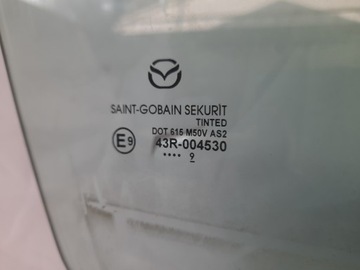 SAINT-GOBAIN SEKURIT
TINTED
DOT 615 M50V AS2
E9 43R-004530
•••• 9